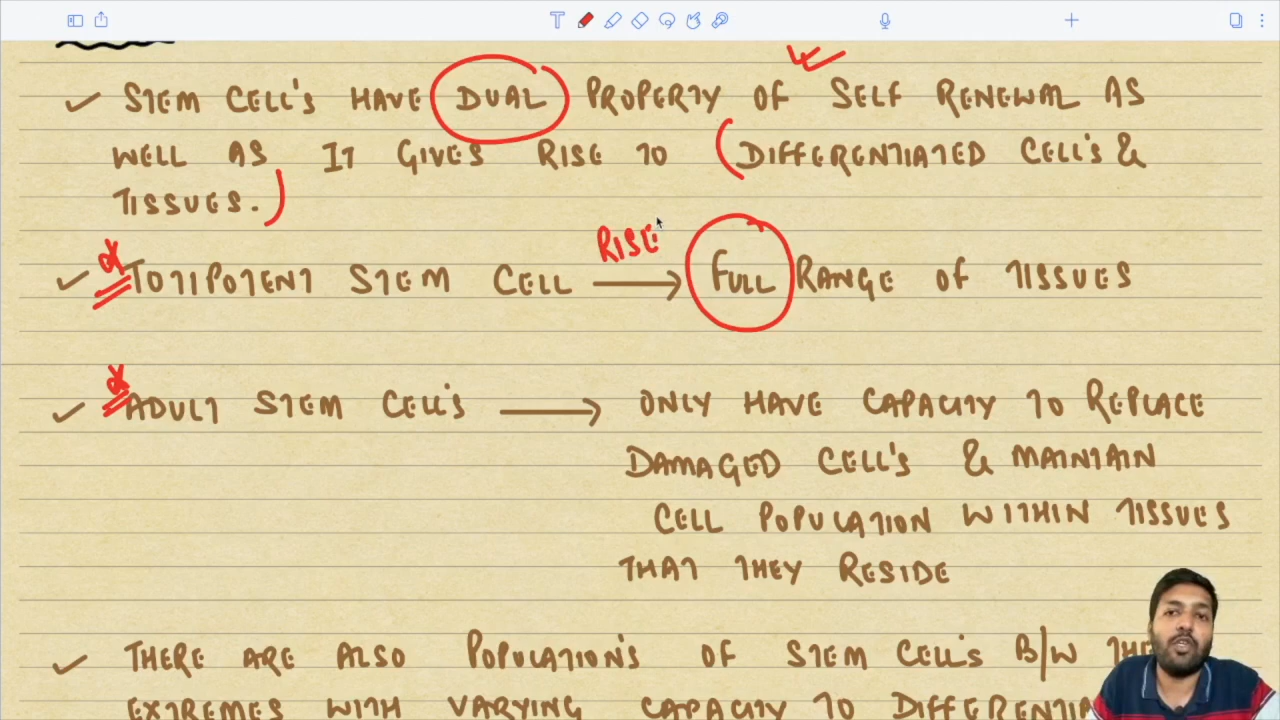 STEM CELL'S HAVE DUAL PROPERTY OF SELF RENEWAL AS
WELL AS IT GIVES RISE TO (DIFFERENTIATED CELL'S &
TISSUES.)
RISE
TOTIPOTENT STEM CELL → FULL RANGE OF TISSUES
ADULT STEM CELL'S → ONLY HAVE CAPACITY TO REPLACE
DAMAGED CELL'S & MAINTAIN
CELL POPULATION WITHIN TISSUES
THAT THEY RESIDE
THERE ARE ALSO POPULATION'S OF STEM CELL'S B/W THE
EXTREMES WITH VARYING CAPACITY TO DIFFERENTIA